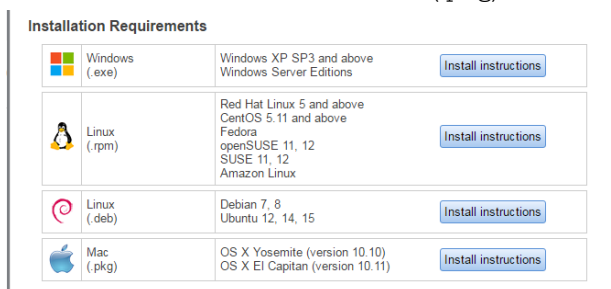 Installation Requirements
Windows
(.exe)
Windows XP SP3 and above
Windows Server Editions
Install instructions
Linux
(.rpm)
Red Hat Linux 5 and above
CentOS 5.11 and above
Fedora
openSUSE 11, 12
SUSE 11, 12
Amazon Linux
Install instructions
Linux
(.deb)
Debian 7, 8
Ubuntu 12, 14, 15
Install instructions
Mac
(.pkg)
OS X Yosemite (version 10.10)
OS X El Capitan (version 10.11)
Install instructions